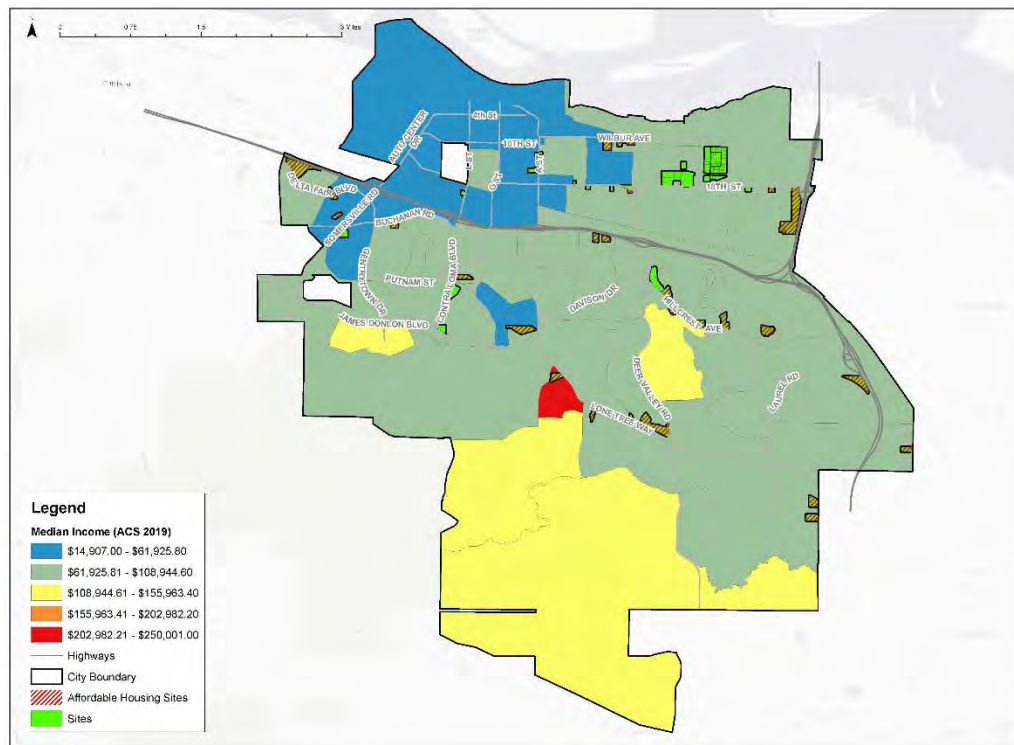 0 0.75 1.5 3 Miles
4th St
AUTO CENTER DR
10TH ST
WILBUR AVE
L ST
G ST
A ST
18TH ST
DELTA FAIR BLVD
SOMERSVILLE RD
BUCHANAN RD
GENTRYTOWN DR
PUTNAM ST
CONTRA LOMA BLVD
DAVISON DR
HILLCREST AVE
JAMES DONLON BLVD
DEER VALLEY RD
LAUREL RD
LONE TREE WAY
Legend
Median Income (ACS 2019)
$14,907.00 - $61,925.80
$61,925.81 - $108,944.60
$108,944.61 - $155,963.40
$155,963.41 - $202,982.20
$202,982.21 - $250,001.00
Highways
City Boundary
Affordable Housing Sites
Sites